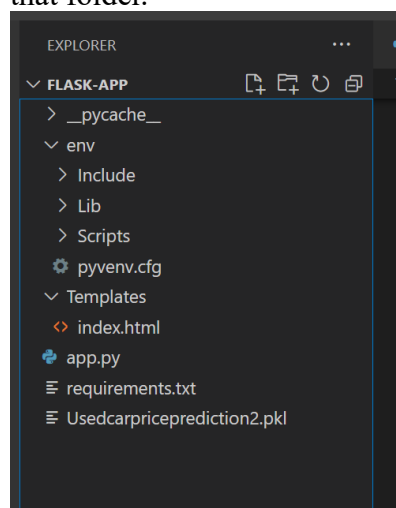 that folder.
EXPLORER
FLASK-APP
__pycache__
env
Include
Lib
Scripts
pyvenv.cfg
Templates
index.html
app.py
requirements.txt
Usedcarpriceprediction2.pkl